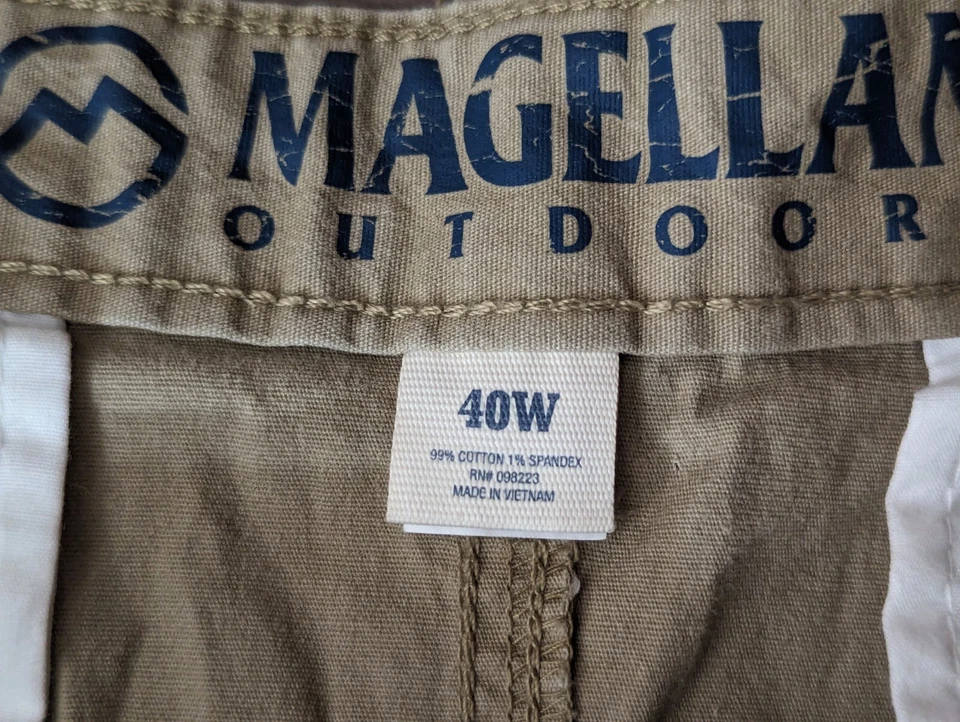 MAGELLAN
OUTDOOR
40W
99% COTTON 1% SPANDEX
RN# 098223
MADE IN VIETNAM